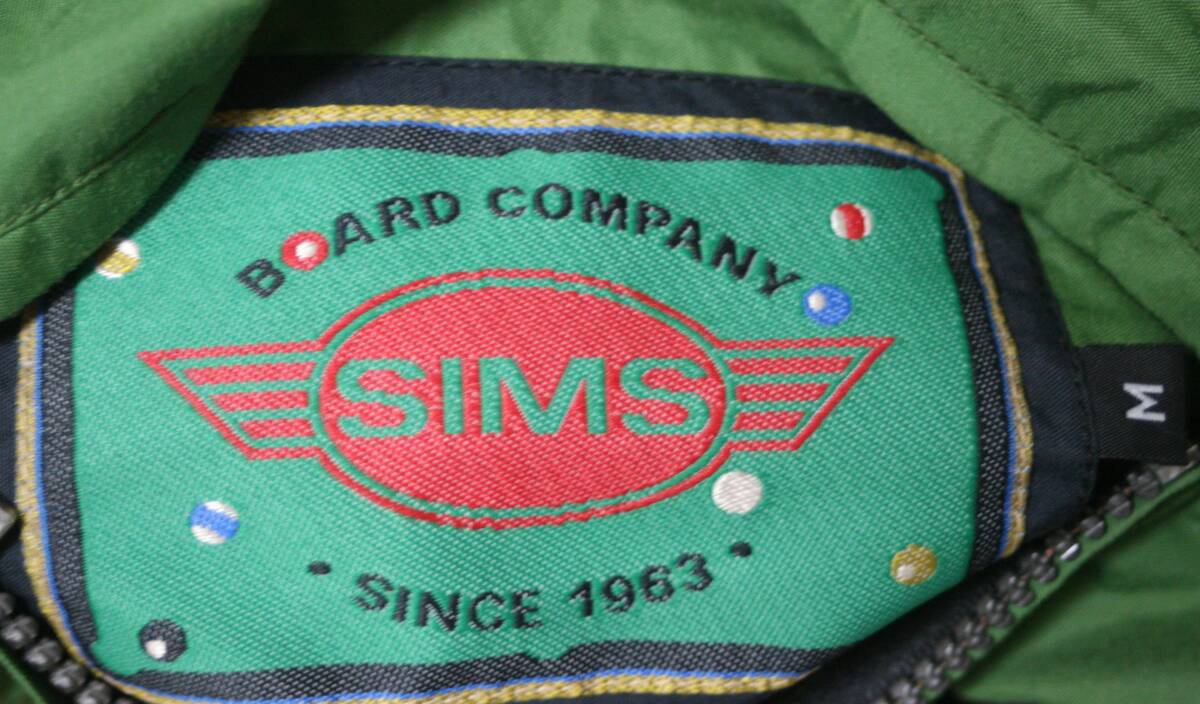 BOARD COMPANY
SIMS
• SINCE 1963 •
M